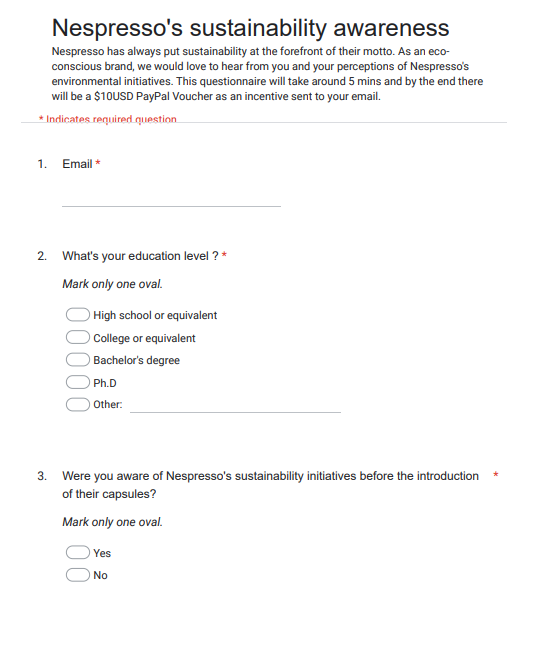 Nespresso's sustainability awareness
Nespresso has always put sustainability at the forefront of their motto. As an eco-
conscious brand, we would love to hear from you and your perceptions of Nespresso's
environmental initiatives. This questionnaire will take around 5 mins and by the end there
will be a $10USD PayPal Voucher as an incentive sent to your email.
* Indicates required question
1. Email *
2. What's your education level ? *
Mark only one oval.
High school or equivalent
College or equivalent
Bachelor's degree
Ph.D
Other:
3. Were you aware of Nespresso's sustainability initiatives before the introduction *
of their capsules?
Mark only one oval.
Yes
No